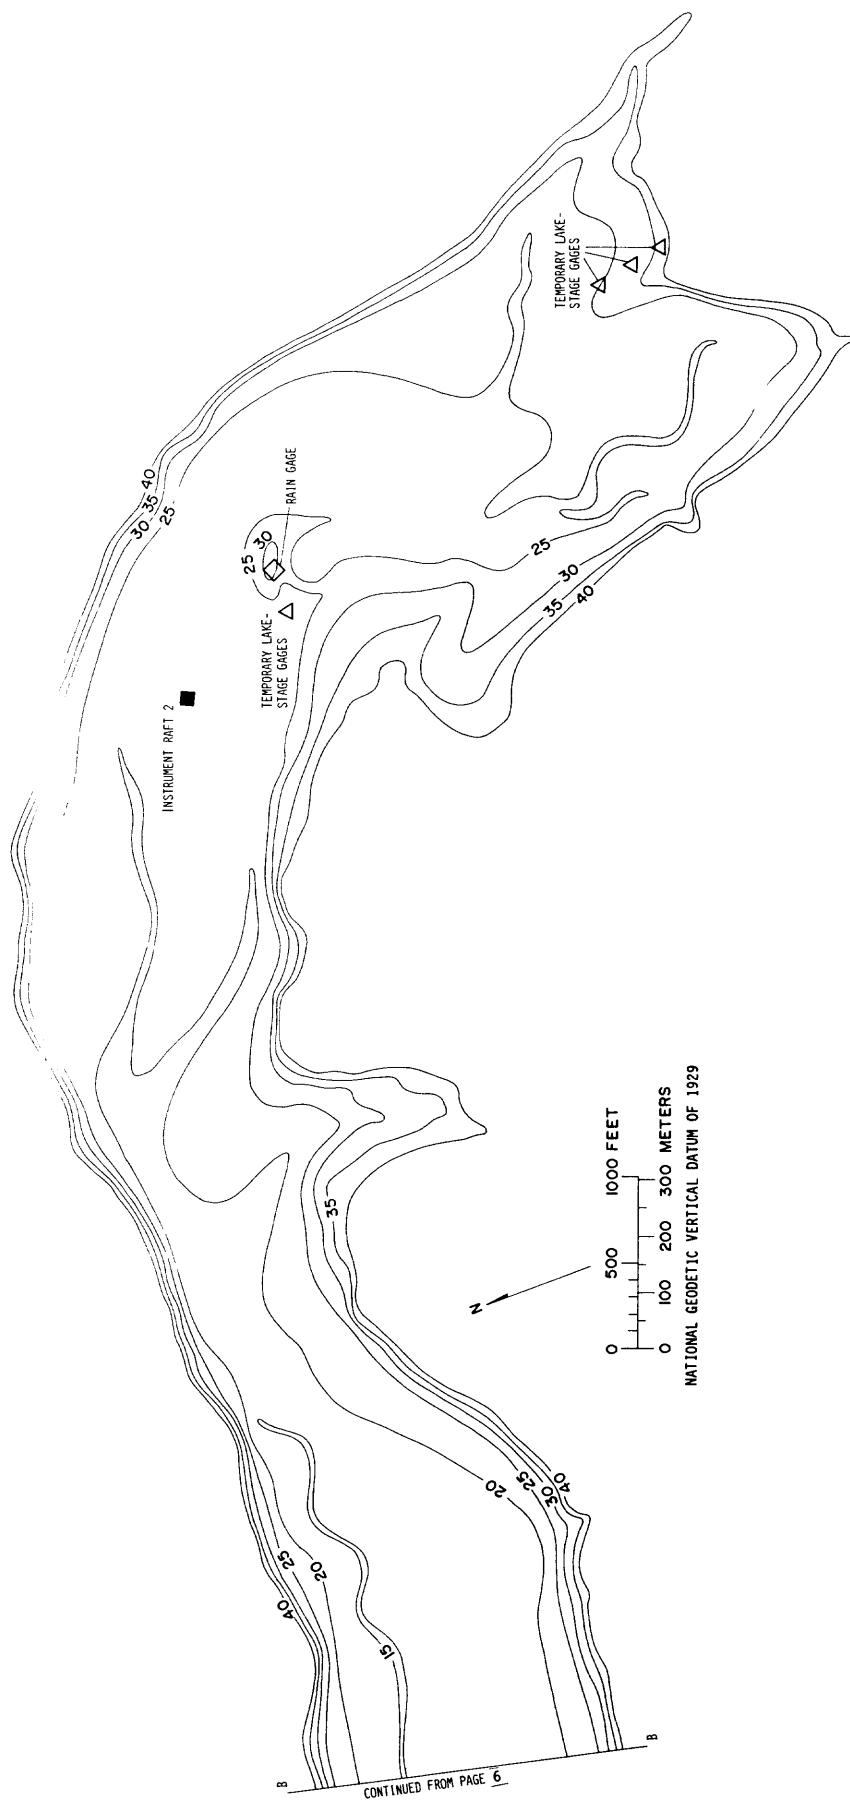 TEMPORARY LAKE-
STAGE GAGES
40
35
30
25
RAIN GAGE
30
25
25
30
35
40
TEMPORARY LAKE-
STAGE GAGES
INSTRUMENT RAFT 2
35
N
0 500 1000 FEET
0 100 200 300 METERS
NATIONAL GEODETIC VERTICAL DATUM OF 1929
20
25
30
40
40
25
20
15
B
B
CONTINUED FROM PAGE 6